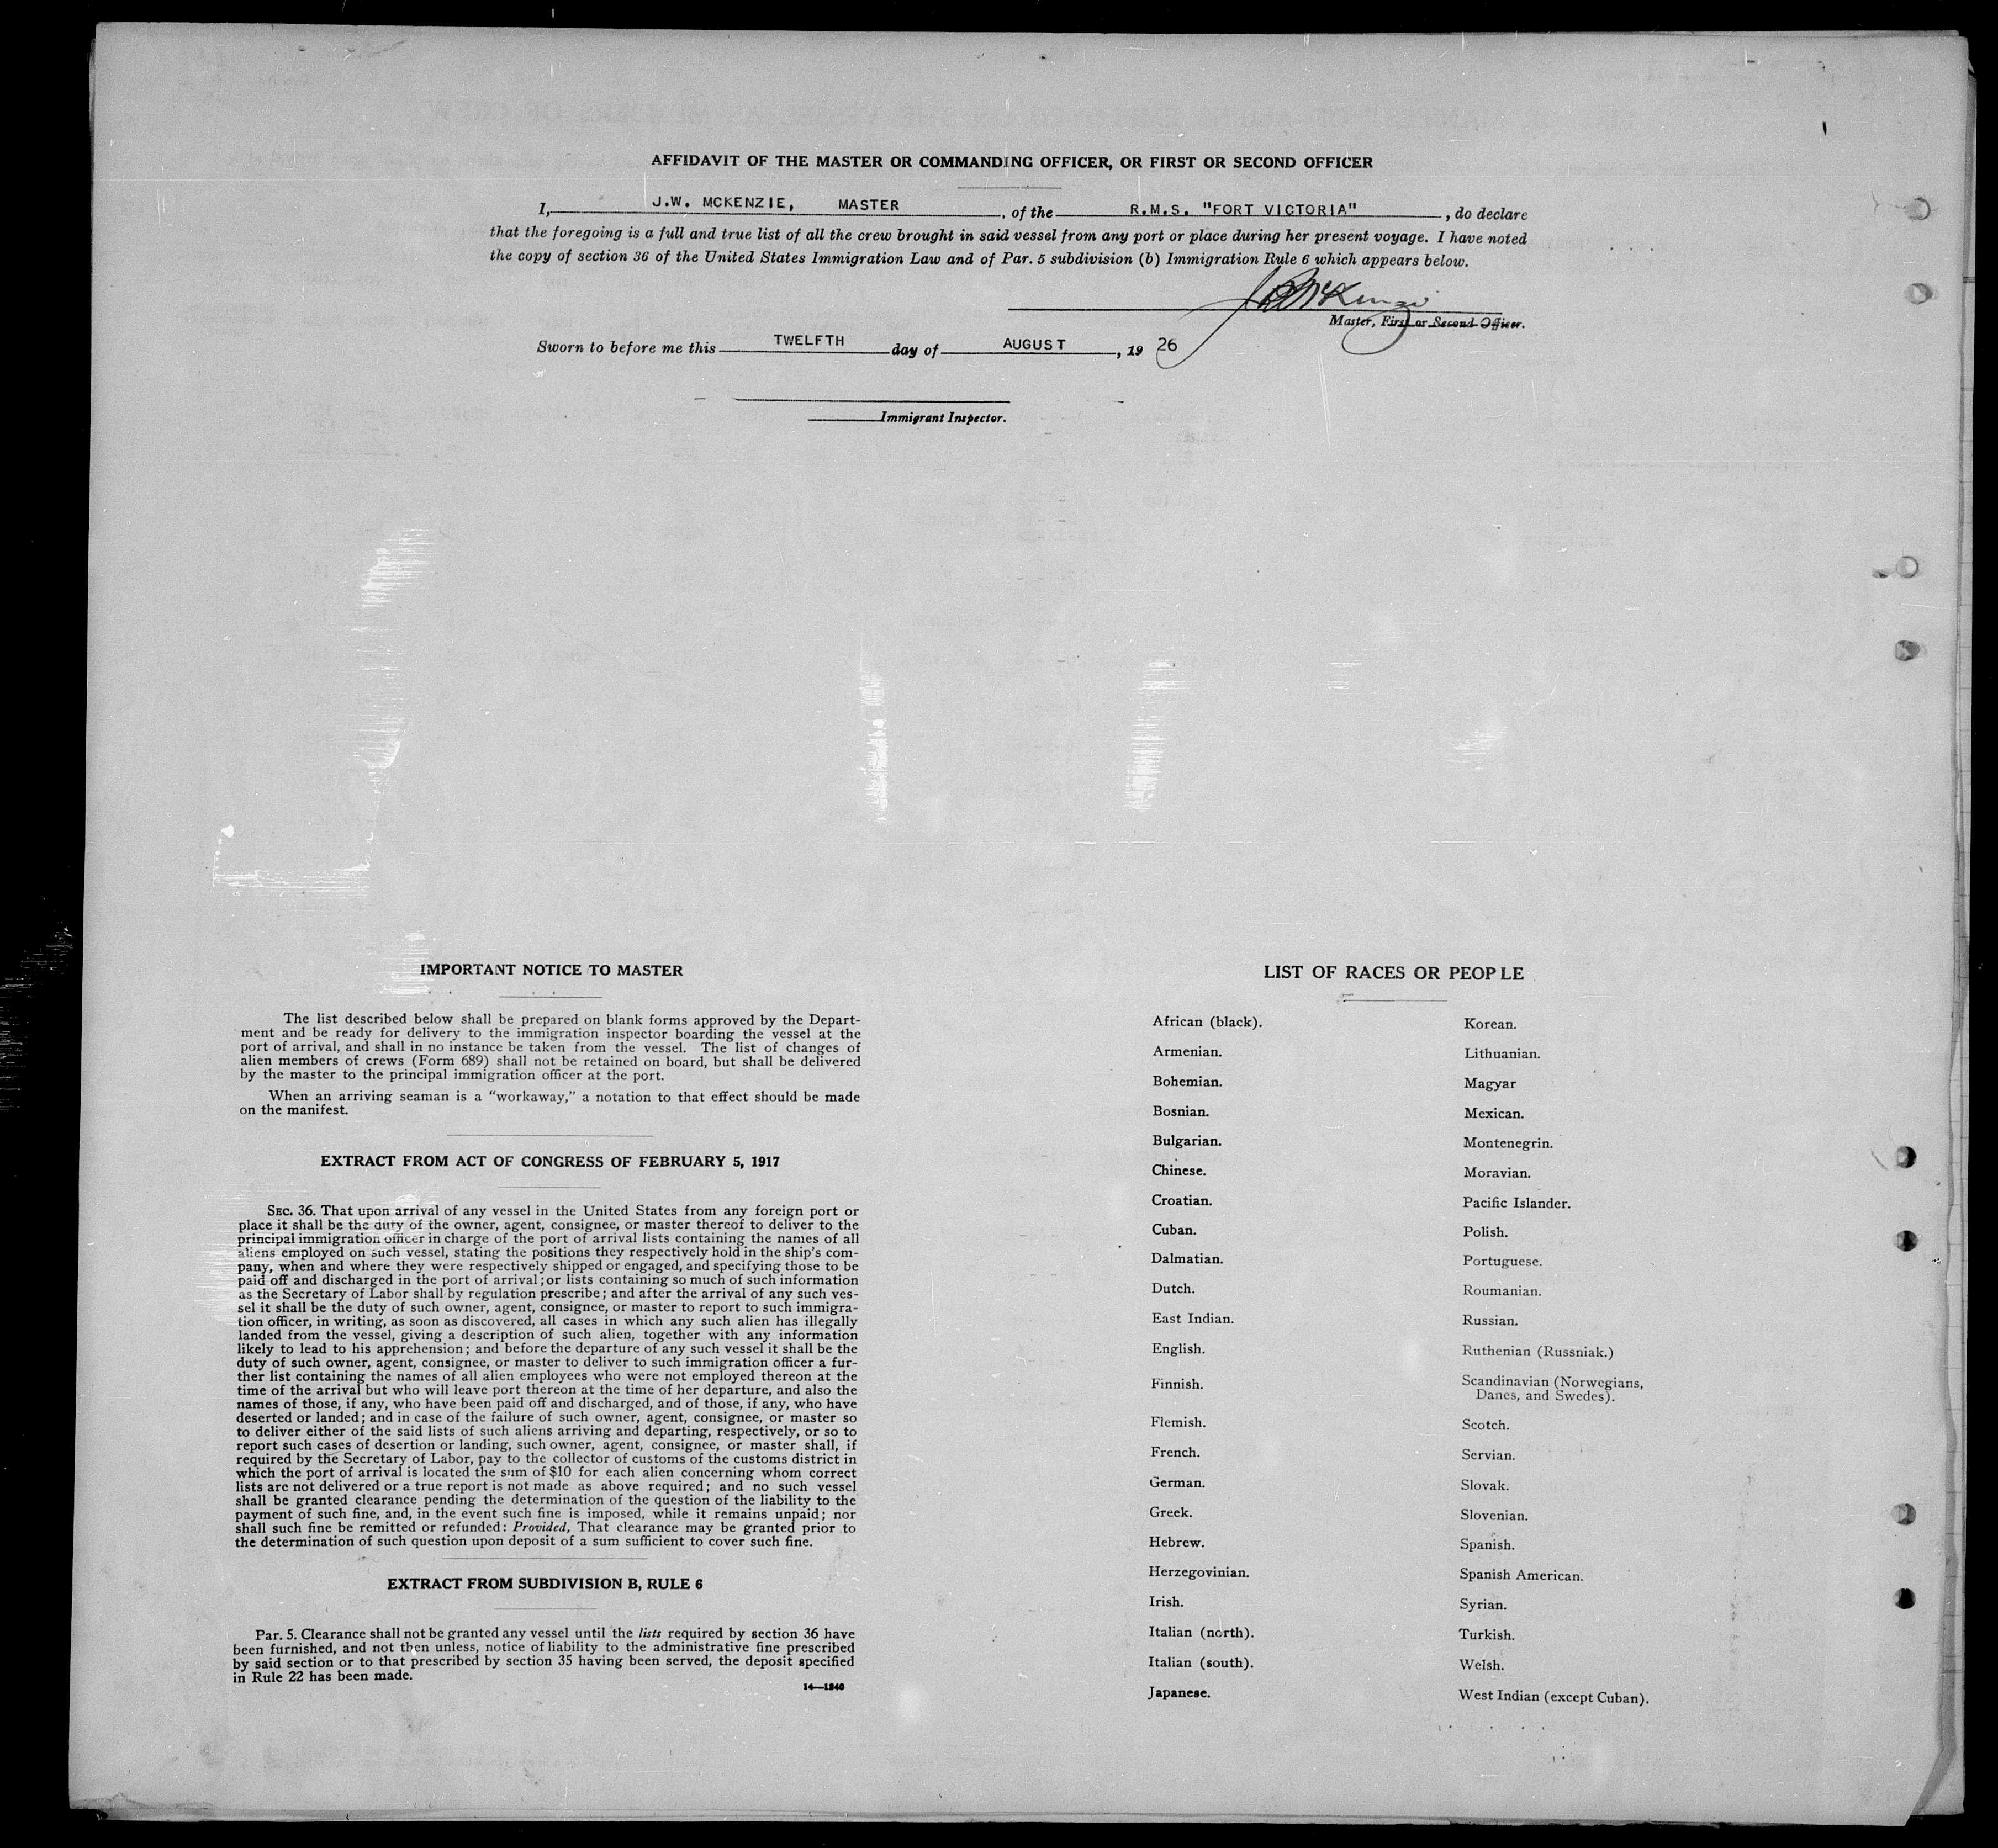 AFFIDAVIT OF THE MASTER OR COMMANDING OFFICER, OR FIRST OR SECOND OFFICER
I, J.W. MCKENZIE, MASTER, of the R.M.S. "FORT VICTORIA", do declare
that the foregoing is a full and true list of all the crew brought in said vessel from any port or place during her present voyage. I have noted
the copy of section 36 of the United States Immigration Law and of Par. 5 subdivision (b) Immigration Rule 6 which appears below.
JW McKenzie
Master, First or Second Officer.
Sworn to before me this TWELFTH day of AUGUST, 19 26
Immigrant Inspector.
IMPORTANT NOTICE TO MASTER
The list described below shall be prepared on blank forms approved by the Depart-
ment and be ready for delivery to the immigration inspector boarding the vessel at the
port of arrival, and shall in no instance be taken from the vessel. The list of changes of
alien members of crews (Form 689) shall not be retained on board, but shall be delivered
by the master to the principal immigration officer at the port.
When an arriving seaman is a “workaway,” a notation to that effect should be made
on the manifest.
EXTRACT FROM ACT OF CONGRESS OF FEBRUARY 5, 1917
SEC. 36. That upon arrival of any vessel in the United States from any foreign port or
place it shall be the duty of the owner, agent, consignee, or master thereof to deliver to the
principal immigration officer in charge of the port of arrival lists containing the names of all
aliens employed on such vessel, stating the positions they respectively hold in the ship's com-
pany, when and where they were respectively shipped or engaged, and specifying those to be
paid off and discharged in the port of arrival; or lists containing so much of such information
as the Secretary of Labor shall by regulation prescribe; and after the arrival of any such ves-
sel it shall be the duty of such owner, agent, consignee, or master to report to such immigra-
tion officer, in writing, as soon as discovered, all cases in which any such alien has illegally
landed from the vessel, giving a description of such alien, together with any information
likely to lead to his apprehension; and before the departure of any such vessel it shall be the
duty of such owner, agent, consignee, or master to deliver to such immigration officer a fur-
ther list containing the names of all alien employees who were not employed thereon at the
time of the arrival but who will leave port thereon at the time of her departure, and also the
names of those, if any, who have been paid off and discharged, and of those, if any, who have
deserted or landed; and in case of the failure of such owner, agent, consignee, or master so
to deliver either of the said lists of such aliens arriving and departing, respectively, or so to
report such cases of desertion or landing, such owner, agent, consignee, or master shall, if
required by the Secretary of Labor, pay to the collector of customs of the customs district in
which the port of arrival is located the sum of $10 for each alien concerning whom correct
lists are not delivered or a true report is not made as above required; and no such vessel
shall be granted clearance pending the determination of the question of the liability to the
payment of such fine, and, in the event such fine is imposed, while it remains unpaid; nor
shall such fine be remitted or refunded: Provided, That clearance may be granted prior to
the determination of such question upon deposit of a sum sufficient to cover such fine.
EXTRACT FROM SUBDIVISION B, RULE 6
Par. 5. Clearance shall not be granted any vessel until the lists required by section 36 have
been furnished, and not then unless, notice of liability to the administrative fine prescribed
by said section or to that prescribed by section 35 having been served, the deposit specified
in Rule 22 has been made.
14—1240
LIST OF RACES OR PEOPLE
African (black).
Armenian.
Bohemian.
Bosnian.
Bulgarian.
Chinese.
Croatian.
Cuban.
Dalmatian.
Dutch.
East Indian.
English.
Finnish.
Flemish.
French.
German.
Greek.
Hebrew.
Herzegovinian.
Irish.
Italian (north).
Italian (south).
Japanese.
Korean.
Lithuanian.
Magyar
Mexican.
Montenegrin.
Moravian.
Pacific Islander.
Polish.
Portuguese.
Roumanian.
Russian.
Ruthenian (Russniak.)
Scandinavian (Norwegians,
Danes, and Swedes).
Scotch.
Servian.
Slovak.
Slovenian.
Spanish.
Spanish American.
Syrian.
Turkish.
Welsh.
West Indian (except Cuban).